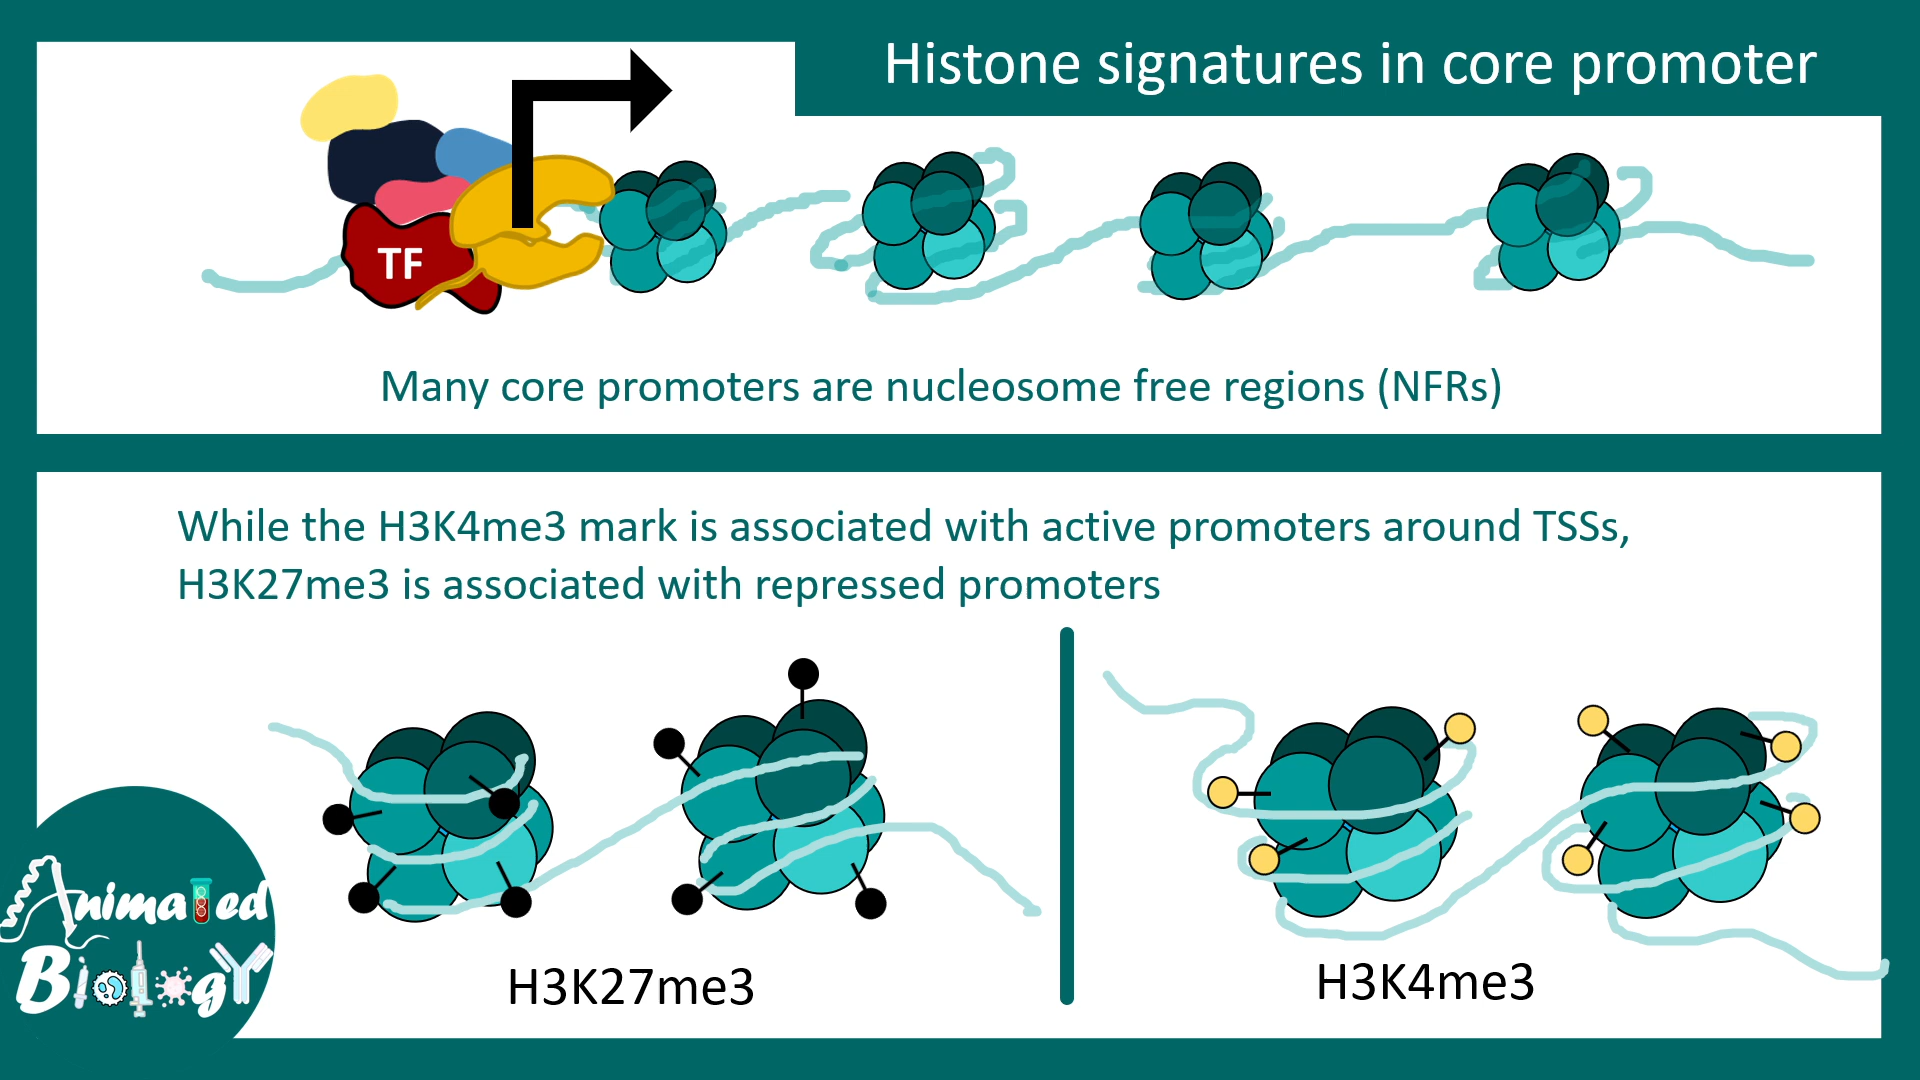 Histone signatures in core promoter
TF
Many core promoters are nucleosome free regions (NFRs)
While the H3K4me3 mark is associated with active promoters around TSSs,
H3K27me3 is associated with repressed promoters
H3K27me3
H3K4me3
Animated
Biology